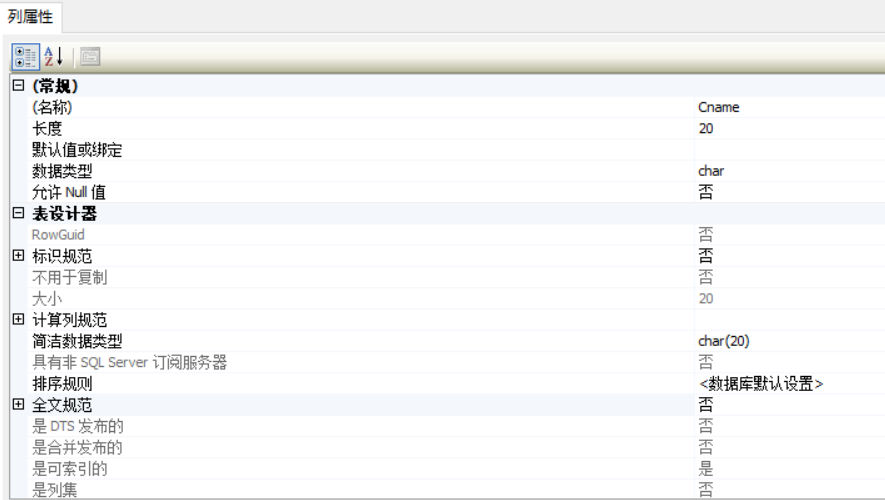 列属性
(常规)
(名称) Cname
长度 20
默认值或绑定
数据类型 char
允许 Null 值 否
表设计器
RowGuid 否
标识规范 否
不用于复制 否
大小 20
计算列规范
简洁数据类型 char(20)
具有非 SQL Server 订阅服务器 否
排序规则 <数据库默认设置>
全文规范 否
是 DTS 发布的 否
是合并发布的 否
是可索引的 是
是列集 否